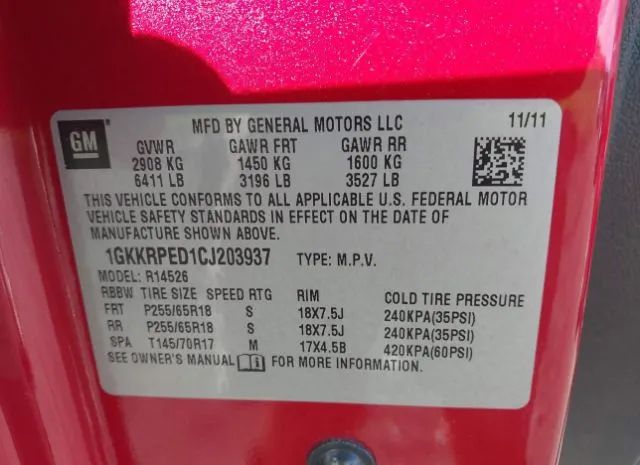 MFD BY GENERAL MOTORS LLC 11/11
GM
GVWR GAWR FRT GAWR RR
2908 KG 1450 KG 1600 KG
6411 LB 3196 LB 3527 LB
THIS VEHICLE CONFORMS TO ALL APPLICABLE U.S. FEDERAL MOTOR
VEHICLE SAFETY STANDARDS IN EFFECT ON THE DATE OF
MANUFACTURE SHOWN ABOVE.
1GKKRPED1CJ203937 TYPE: M.P.V.
MODEL: R14526
RBBW TIRE SIZE SPEED RTG RIM COLD TIRE PRESSURE
FRT P255/65R18 S 18X7.5J 240KPA(35PSI)
RR P255/65R18 S 18X7.5J 240KPA(35PSI)
SPA T145/70R17 M 17X4.5B 420KPA(60PSI)
SEE OWNER'S MANUAL FOR MORE INFORMATION.